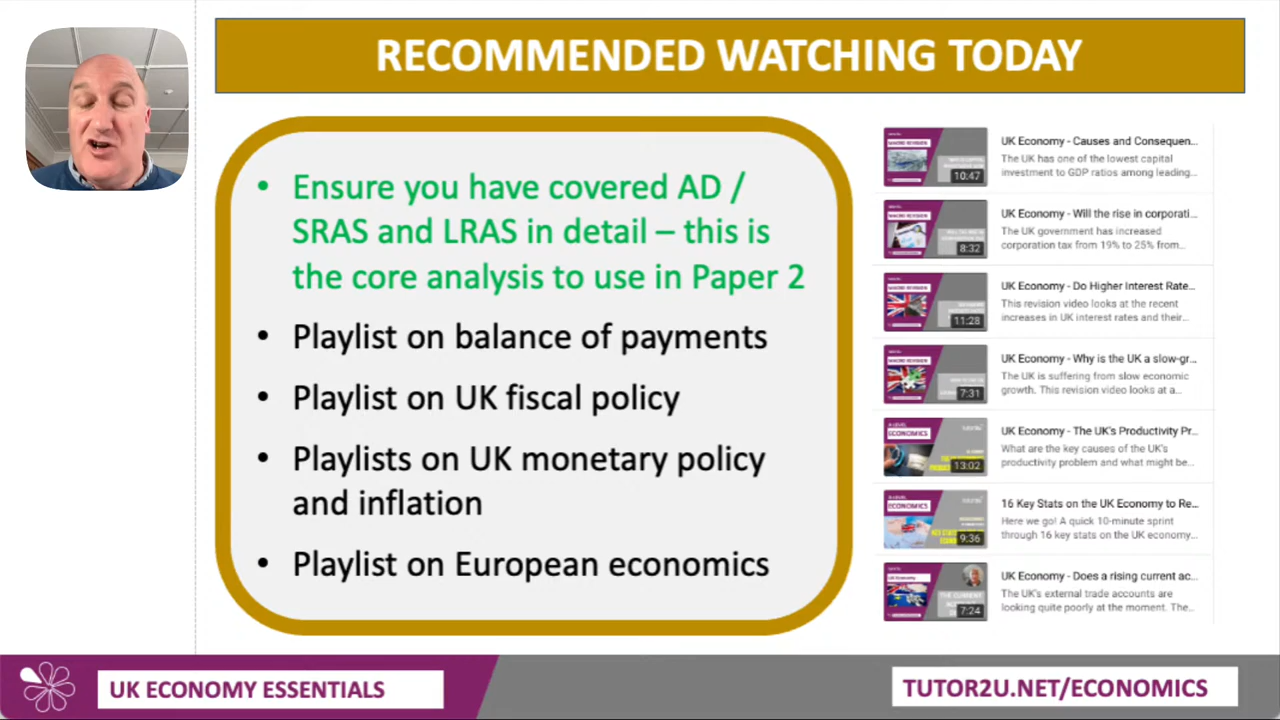 RECOMMENDED WATCHING TODAY
• Ensure you have covered AD /
SRAS and LRAS in detail – this is
the core analysis to use in Paper 2
• Playlist on balance of payments
• Playlist on UK fiscal policy
• Playlists on UK monetary policy
and inflation
• Playlist on European economics
10:47
UK Economy - Causes and Consequen...
The UK has one of the lowest capital
investment to GDP ratios among leading...
8:32
UK Economy - Will the rise in corporati...
The UK government has increased
corporation tax from 19% to 25% from...
11:28
UK Economy - Do Higher Interest Rate...
This revision video looks at the recent
increases in UK interest rates and their...
7:31
UK Economy - Why is the UK a slow-gr...
The UK is suffering from slow economic
growth. This revision video looks at a...
ECONOMICS
13:02
UK Economy - The UK's Productivity Pr...
What are the key causes of the UK's
productivity problem and what might be...
ECONOMICS
9:36
16 Key Stats on the UK Economy to Re...
Here we go! A quick 10-minute sprint
through 16 key stats on the UK economy...
UK Economy
7:24
UK Economy - Does a rising current ac...
The UK's external trade accounts are
looking quite poorly at the moment. The...
UK ECONOMY ESSENTIALS
TUTOR2U.NET/ECONOMICS